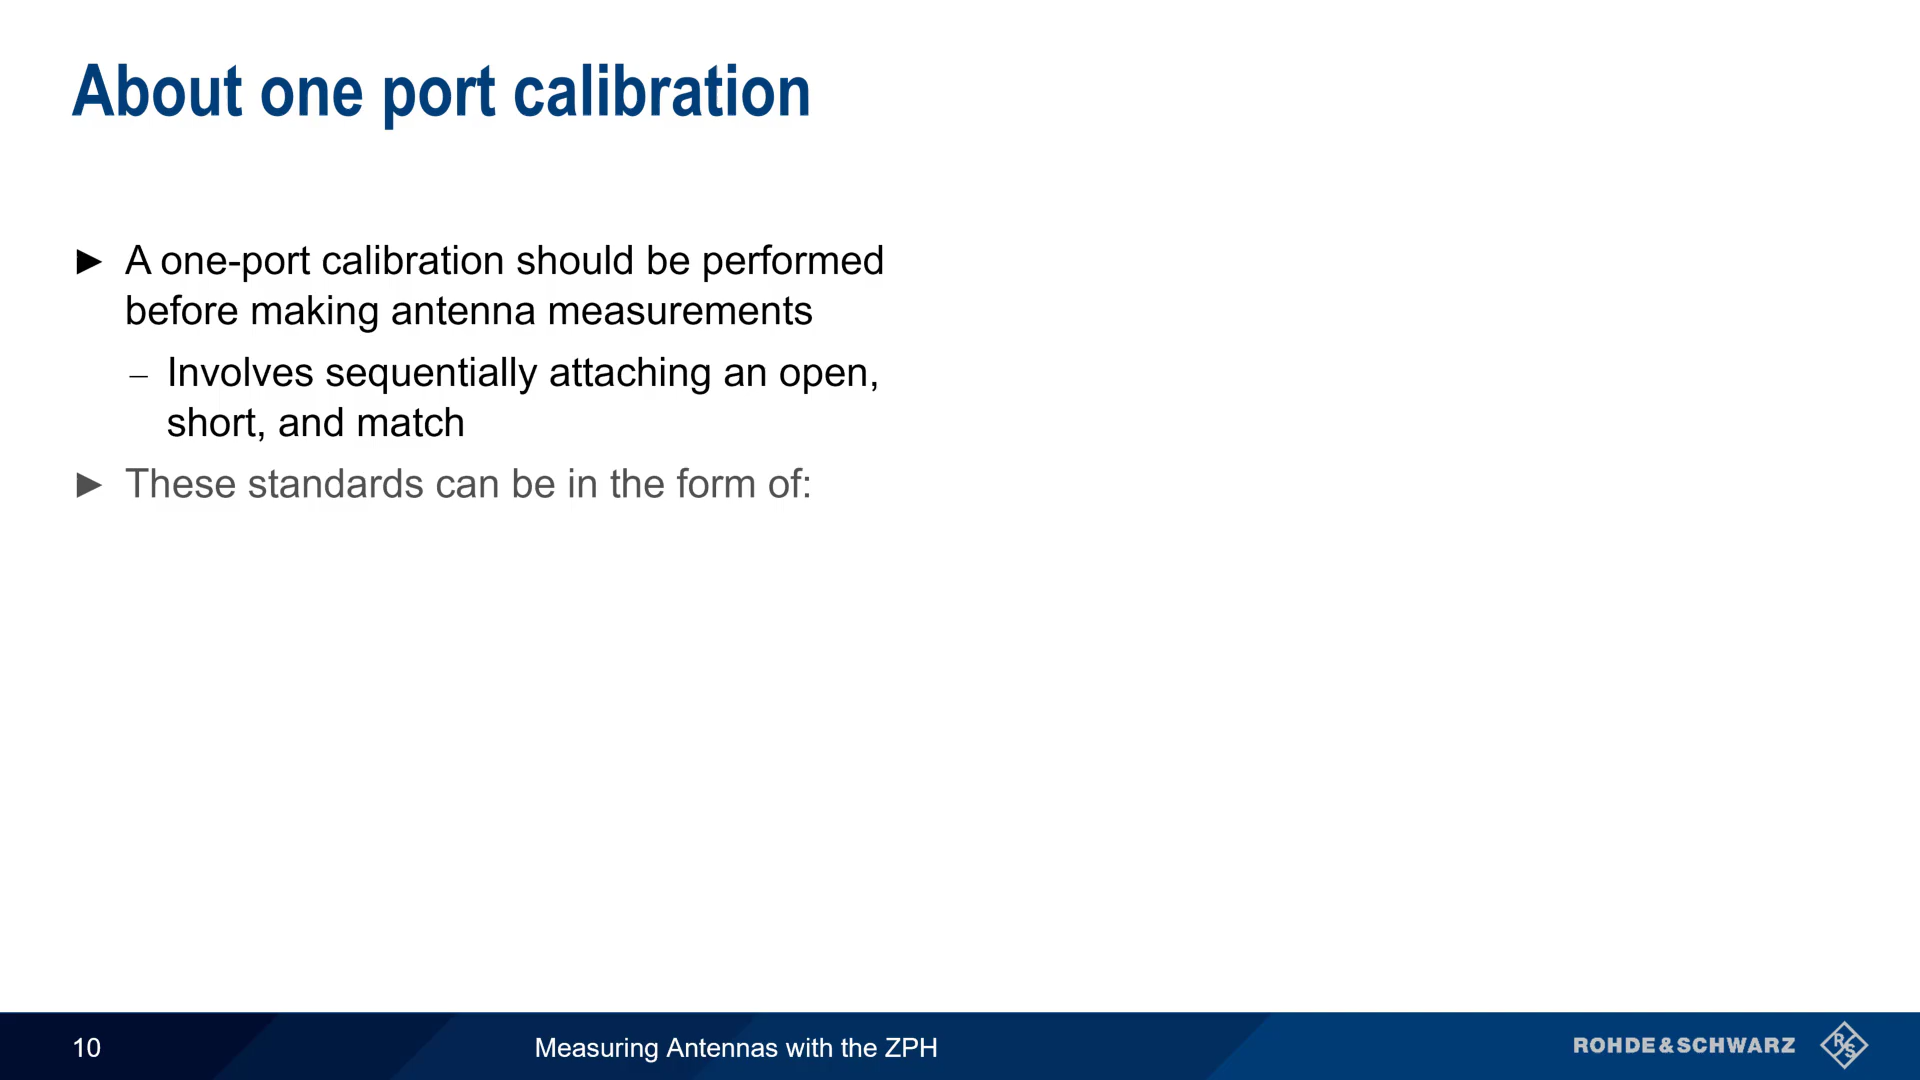 About one port calibration
► A one-port calibration should be performed
before making antenna measurements
– Involves sequentially attaching an open,
short, and match
► These standards can be in the form of:
10
Measuring Antennas with the ZPH
ROHDE&SCHWARZ
R
S